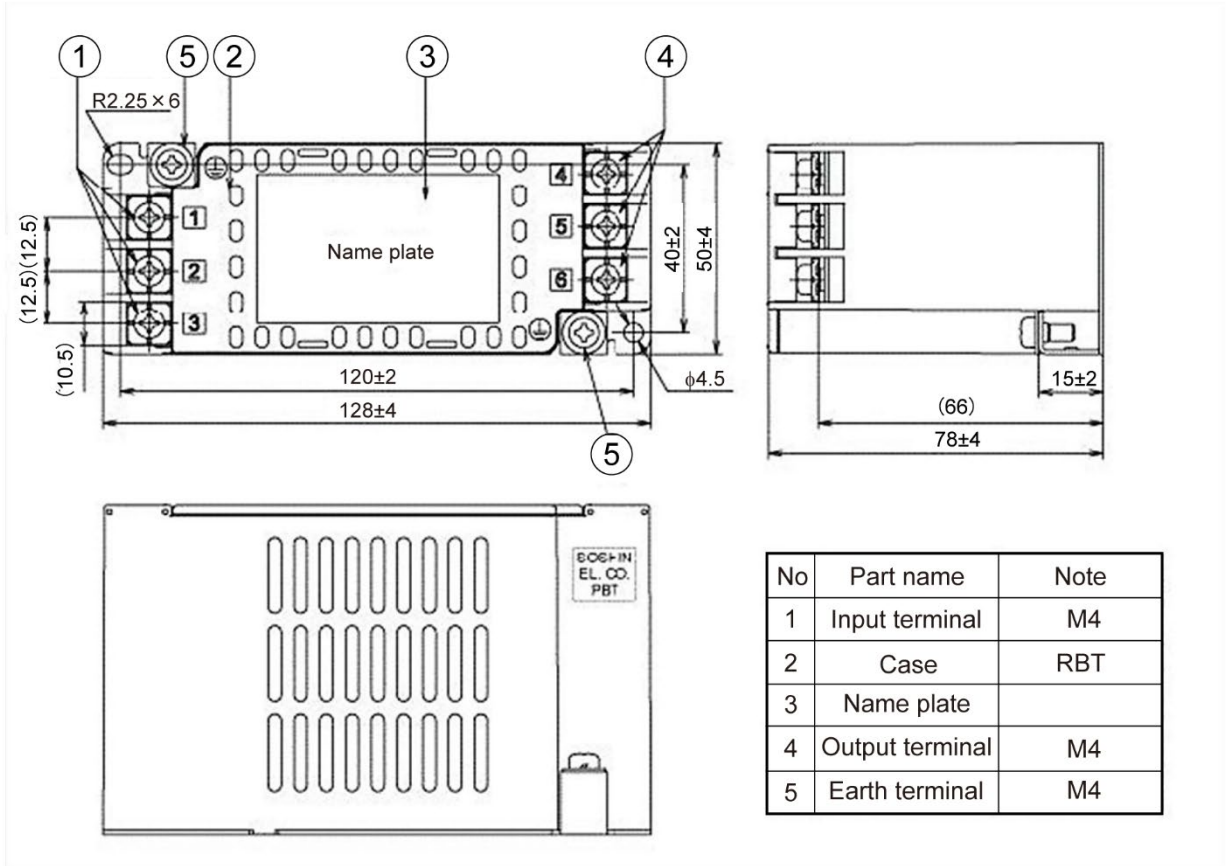 1 5 2 3 4
R2.25×6
4
1
5
2
Name plate
6
3
(12.5)
(12.5)
(10.5)
40±2
50±4
120±2
φ4.5
128±4
5
15±2
(66)
78±4
EL. CO.
PBT
No Part name Note
1 Input terminal M4
2 Case RBT
3 Name plate
4 Output terminal M4
5 Earth terminal M4